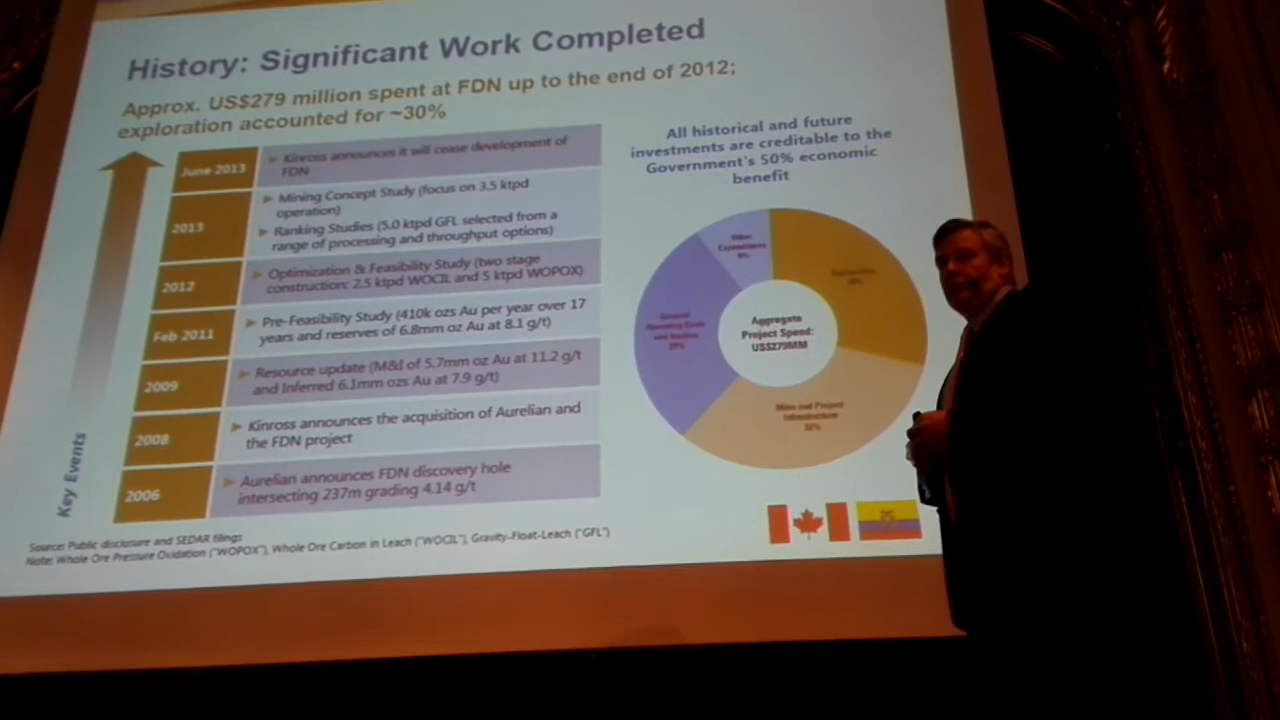 History: Significant Work Completed
Approx. US$279 million spent at FDN up to the end of 2012;
exploration accounted for ~30%
June 2013
Kinross announces it will cease development of
FDN
2013
Mining Concept Study (focus on 3.5 ktpd
operation)
Ranking Studies (5.0 ktpd GFL selected from a
range of processing and throughput options)
2012
Optimization & Feasibility Study (two stage
construction: 2.5 ktpd WOCIL and 5 ktpd WOPOX)
Feb 2011
Pre-Feasibility Study (410k ozs Au per year over 17
years and reserves of 6.8mm oz Au at 8.1 g/t)
2009
Resource update (M&I of 5.7mm oz Au at 11.2 g/t
and Inferred 6.1mm ozs Au at 7.9 g/t)
2008
Kinross announces the acquisition of Aurelian and
the FDN project
2006
Aurelian announces FDN discovery hole
intersecting 237m grading 4.14 g/t
Key Events
Source: Public disclosure and SEDAR filings
Note: Whole Ore Pressure Oxidation ("WOPOX"), Whole Ore Carbon in Leach ("WOCIL"), Gravity-Float-Leach ("GFL")
All historical and future
investments are creditable to the
Government's 50% economic
benefit
Other
Expenditures
Exploration
General
Operating Costs
Aggregate
Project Spend:
US$279MM
Mine and Project
Infrastructure
32%